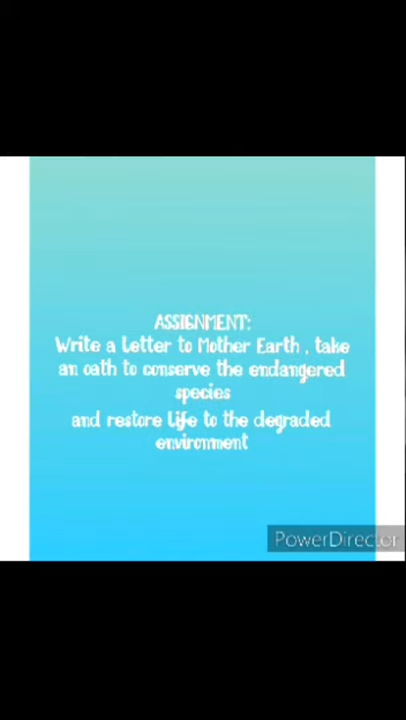 ASSIGNMENT:
Write a Letter to Mother Earth , take
an oath to conserve the endangered
species
and restore life to the degraded
environment
PowerDirector